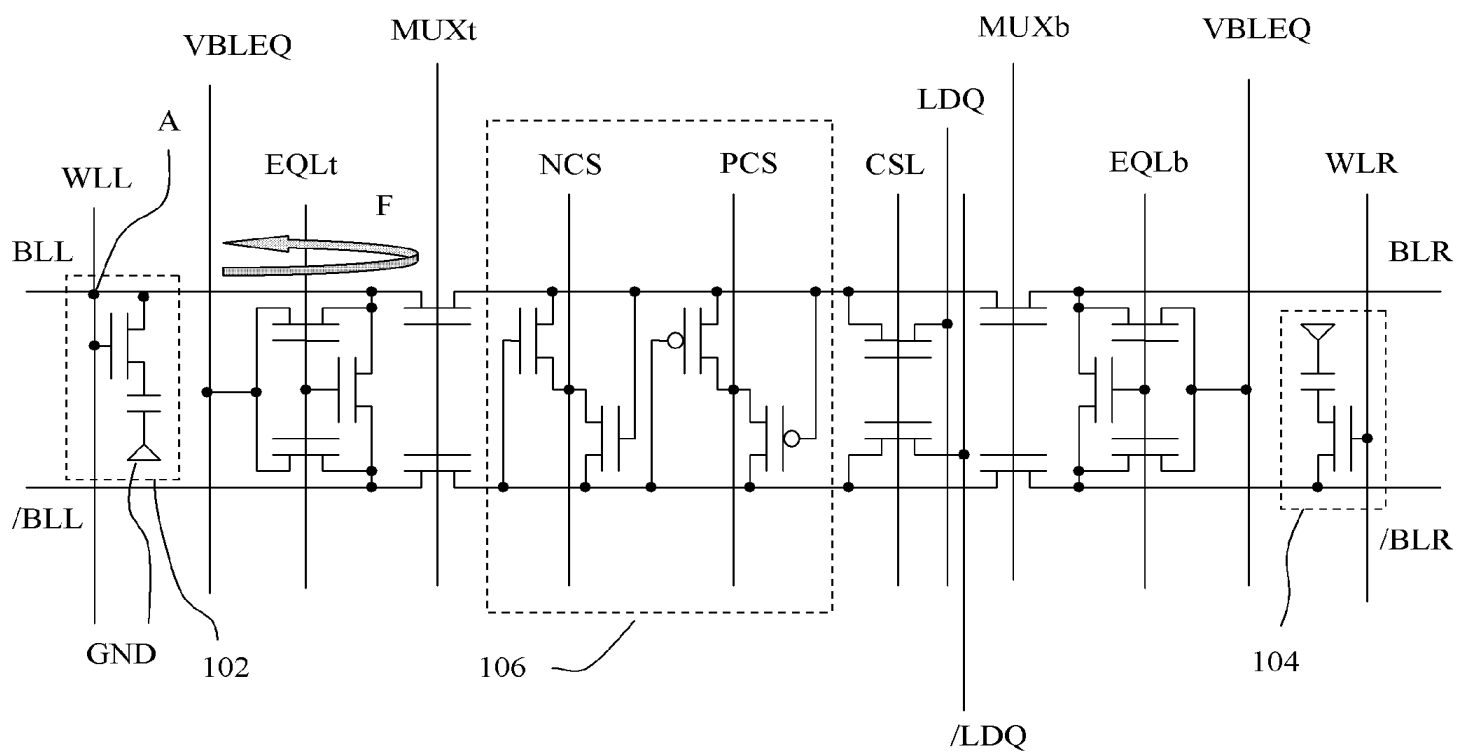 MUXt
MUXb
VBLEQ
VBLEQ
LDQ
A
EQLt
NCS
PCS
CSL
EQLb
WLR
WLL
F
BLL
BLR
/BLL
/BLR
GND
102
106
104
/LDQ